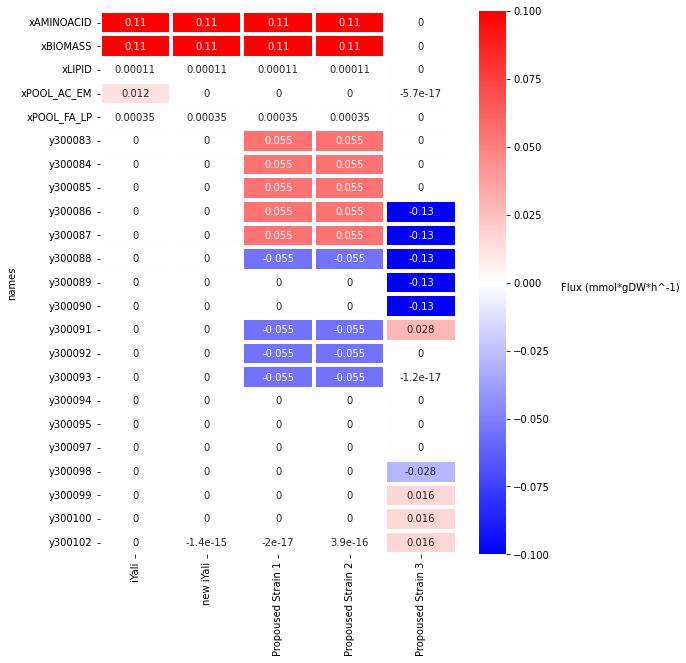 xAMINOACID 0.11 0.11 0.11 0.11 0
xBIOMASS 0.11 0.11 0.11 0.11 0
xLIPID 0.00011 0.00011 0.00011 0.00011 0
xPOOL_AC_EM 0.012 0 0 0 -5.7e-17
xPOOL_FA_LP 0.00035 0.00035 0.00035 0.00035 0
y300083 0 0 0.055 0.055 0
y300084 0 0 0.055 0.055 0
y300085 0 0 0.055 0.055 0
y300086 0 0 0.055 0.055 -0.13
y300087 0 0 0.055 0.055 -0.13
y300088 0 0 -0.055 -0.055 -0.13
y300089 0 0 0 0 -0.13
y300090 0 0 0 0 -0.13
y300091 0 0 -0.055 -0.055 0.028
y300092 0 0 -0.055 -0.055 0
y300093 0 0 -0.055 -0.055 -1.2e-17
y300094 0 0 0 0 0
y300095 0 0 0 0 0
y300097 0 0 0 0 0
y300098 0 0 0 0 -0.028
y300099 0 0 0 0 0.016
y300100 0 0 0 0 0.016
y300102 0 -1.4e-15 -2e-17 3.9e-16 0.016
names
iYali
new iYali
Propoused Strain 1
Propoused Strain 2
Propoused Strain 3
0.100
0.075
0.050
0.025
0.000
−0.025
−0.050
−0.075
−0.100
Flux (mmol*gDW*h^-1)